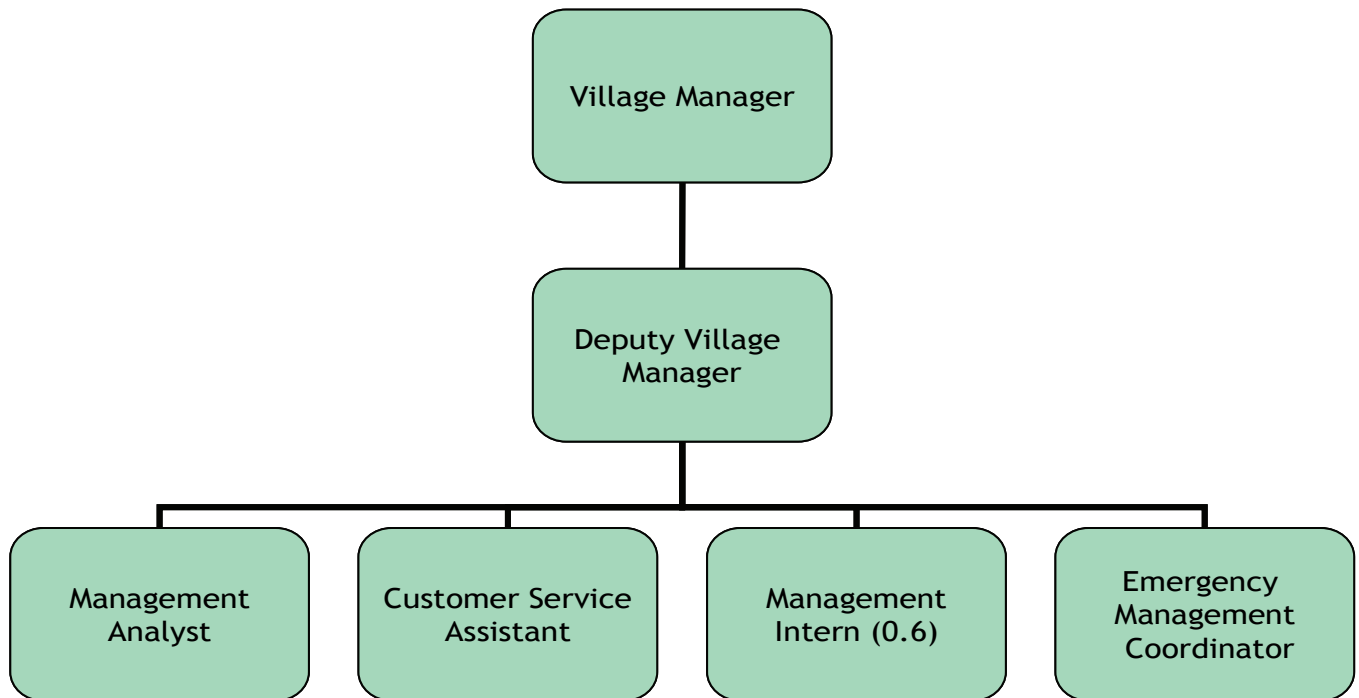 Village Manager
Deputy Village
Manager
Management
Analyst
Customer Service
Assistant
Management
Intern (0.6)
Emergency
Management
Coordinator